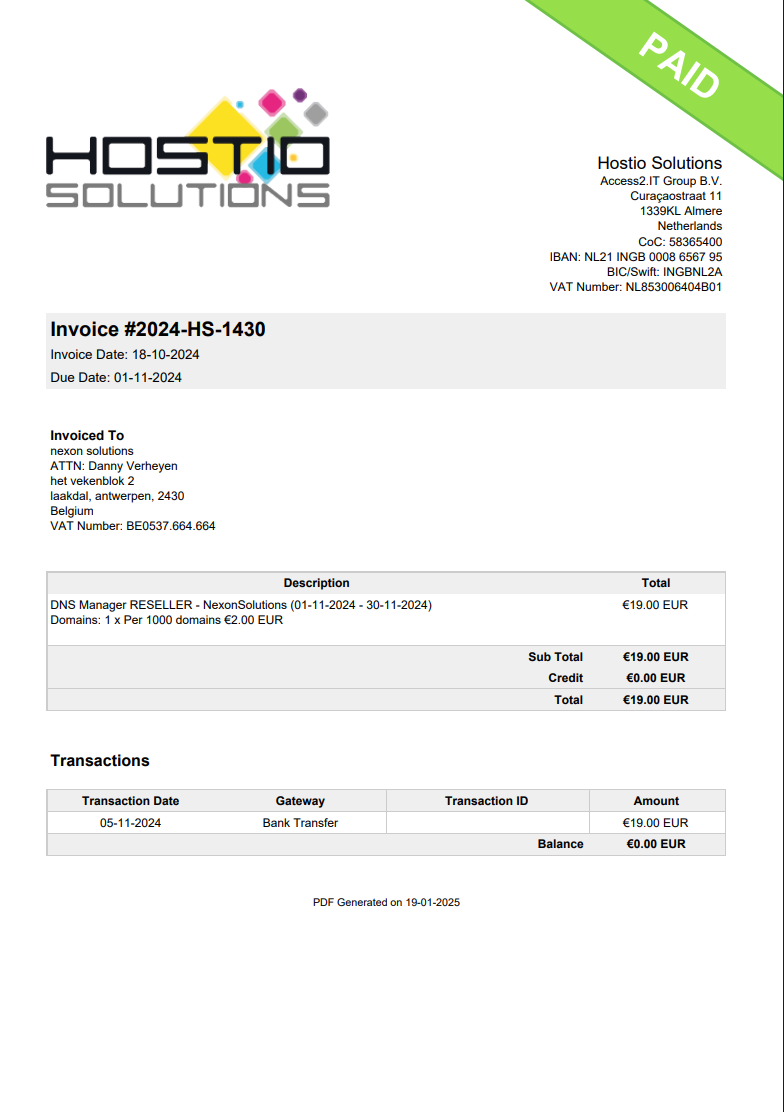 PAID
HOSTIO
SOLUTIONS
Hostio Solutions
Access2.IT Group B.V.
Curaçaostraat 11
1339KL Almere
Netherlands
CoC: 58365400
IBAN: NL21 INGB 0008 6567 95
BIC/Swift: INGBNL2A
VAT Number: NL853006404B01
Invoice #2024-HS-1430
Invoice Date: 18-10-2024
Due Date: 01-11-2024
Invoiced To
nexon solutions
ATTN: Danny Verheyen
het vekenblok 2
laakdal, antwerpen, 2430
Belgium
VAT Number: BE0537.664.664
Description Total
DNS Manager RESELLER - NexonSolutions (01-11-2024 - 30-11-2024) €19.00 EUR
Domains: 1 x Per 1000 domains €2.00 EUR
Sub Total €19.00 EUR
Credit €0.00 EUR
Total €19.00 EUR
Transactions
Transaction Date Gateway Transaction ID Amount
05-11-2024 Bank Transfer €19.00 EUR
Balance €0.00 EUR
PDF Generated on 19-01-2025